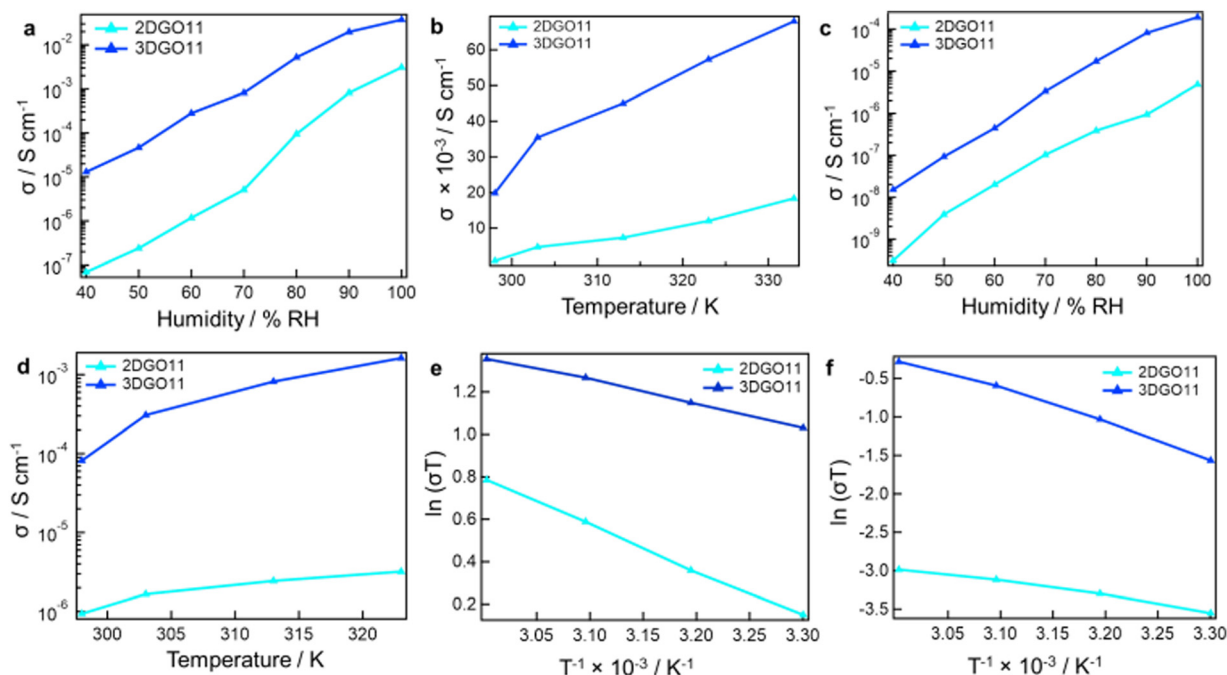 a
2DGO11
3DGO11
10⁻²
10⁻³
10⁻⁴
10⁻⁵
10⁻⁶
10⁻⁷
σ / S cm⁻¹
40 50 60 70 80 90 100
Humidity / % RH
b
2DGO11
3DGO11
60
50
40
30
20
10
σ × 10⁻³ / S cm⁻¹
300 310 320 330
Temperature / K
c
2DGO11
3DGO11
10⁻⁴
10⁻⁵
10⁻⁶
10⁻⁷
10⁻⁸
10⁻⁹
σ / S cm⁻¹
40 50 60 70 80 90 100
Humidity / % RH
d
2DGO11
3DGO11
10⁻³
10⁻⁴
10⁻⁵
10⁻⁶
σ / S cm⁻¹
300 305 310 315 320
Temperature / K
e
2DGO11
3DGO11
1.2
1.0
0.8
0.6
0.4
0.2
ln (σT)
3.05 3.10 3.15 3.20 3.25 3.30
T⁻¹ × 10⁻³ / K⁻¹
f
2DGO11
3DGO11
-0.5
-1.0
-1.5
-2.0
-2.5
-3.0
-3.5
ln (σT)
3.05 3.10 3.15 3.20 3.25 3.30
T⁻¹ × 10⁻³ / K⁻¹